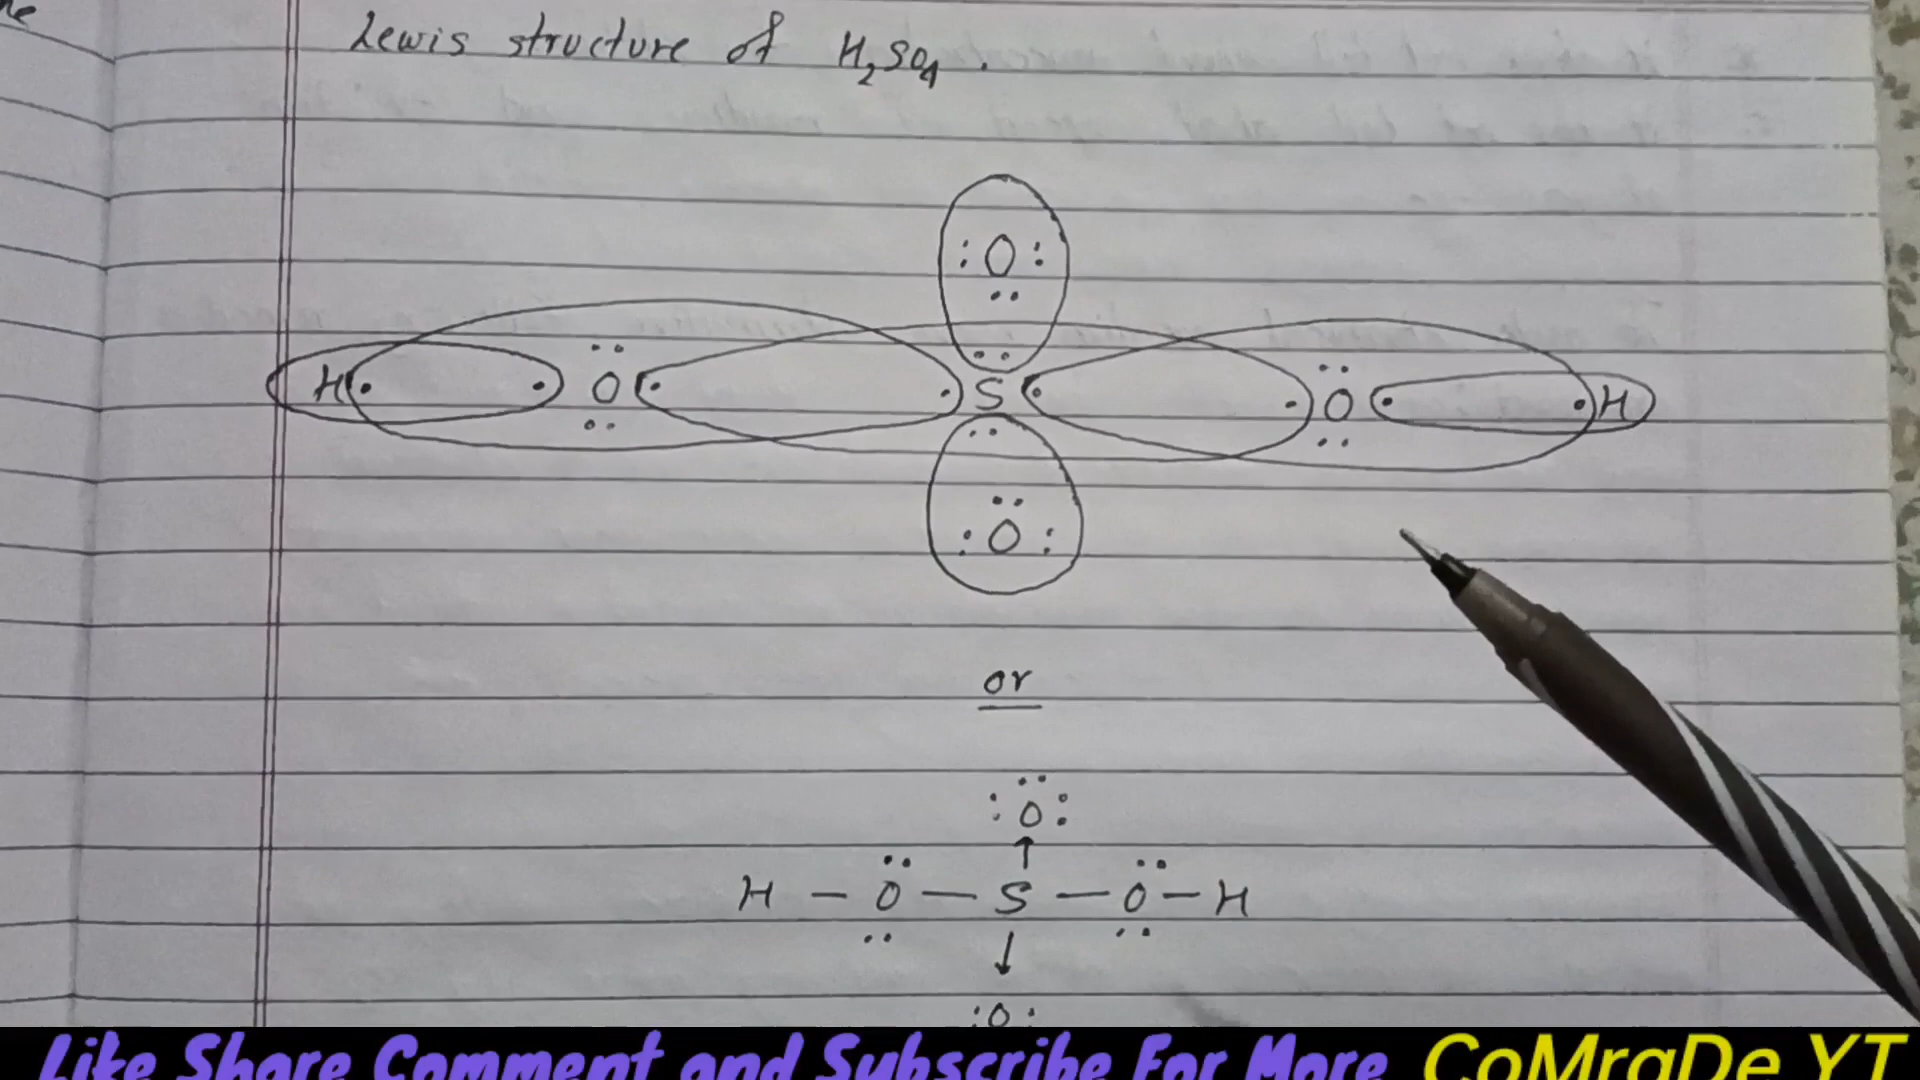 Lewis structure of H₂SO₄.
:O:
..
.. .. ..
H. .O. .S. .O. .H
.. .. ..
..
:O:
or
..
:O:
↑
.. ..
H – O – S – O – H
.. ↓ ..
:O:
Like Share Comment and Subscribe For More CoMraDe YT